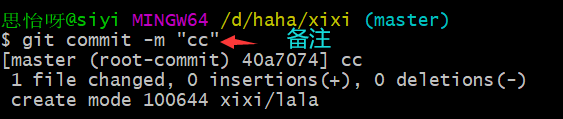 思怡呀@siyi MINGW64 /d/haha/xixi (master)
$ git commit -m "cc" 备注
[master (root-commit) 40a7074] cc
1 file changed, 0 insertions(+), 0 deletions(-)
create mode 100644 xixi/lala